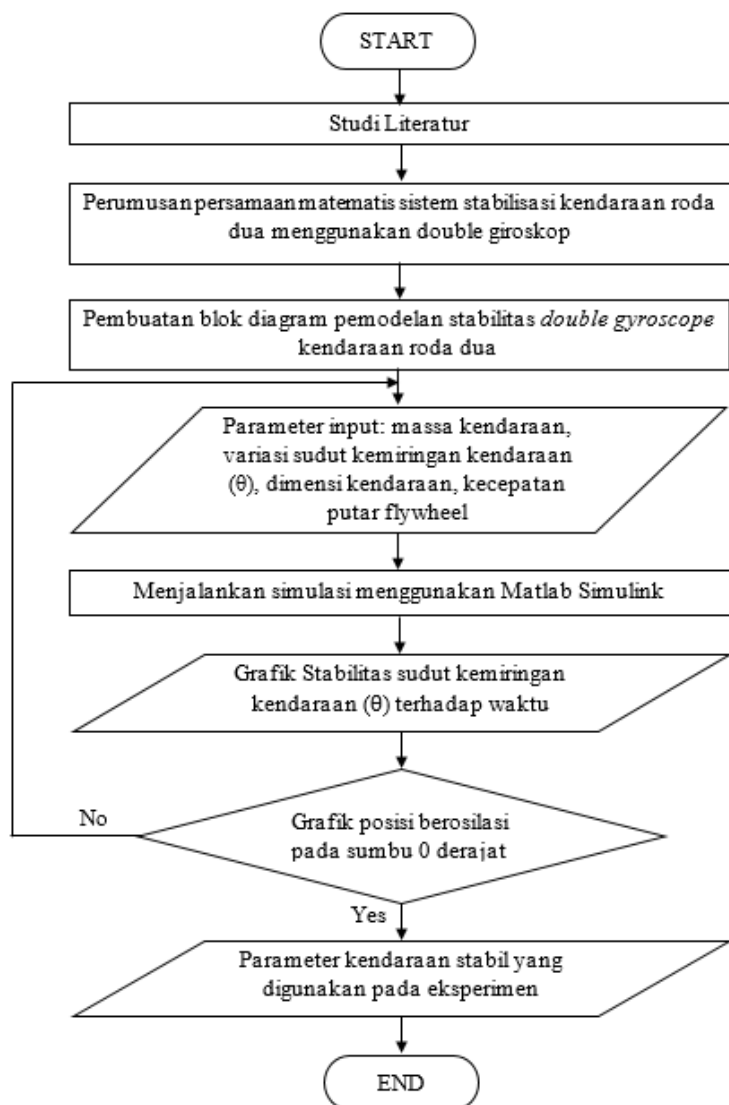 START
Studi Literatur
Perumusan persamaan matematis sistem stabilisasi kendaraan roda
dua menggunakan double giroskop
Pembuatan blok diagram pemodelan stabilitas double gyroscope
kendaraan roda dua
Parameter input: massa kendaraan,
variasi sudut kemiringan kendaraan
(θ), dimensi kendaraan, kecepatan
putar flywheel
Menjalankan simulasi menggunakan Matlab Simulink
Grafik Stabilitas sudut kemiringan
kendaraan (θ) terhadap waktu
No
Grafik posisi berosilasi
pada sumbu 0 derajat
Yes
Parameter kendaraan stabil yang
digunakan pada eksperimen
END